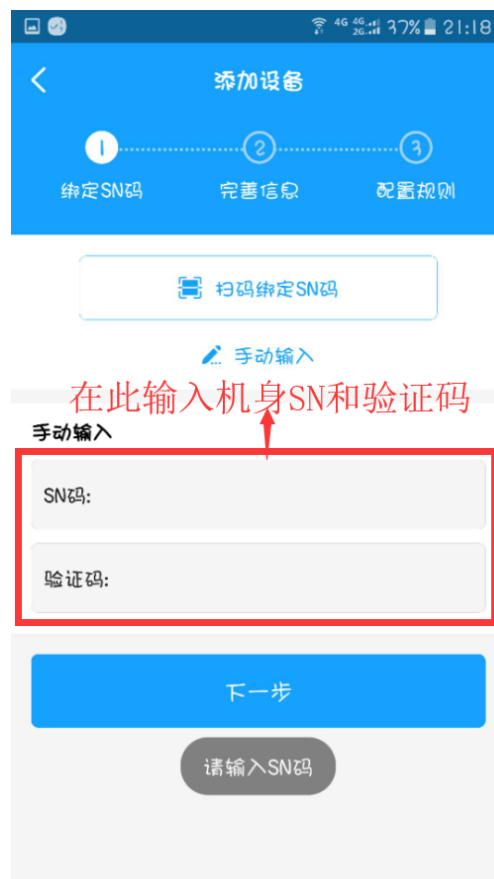 4G 4G 2G 37% 21:18
添加设备
1 2 3
绑定SN码 完善信息 配置规则
扫码绑定SN码
手动输入
在此输入机身SN和验证码
手动输入
SN码:
验证码:
下一步
请输入SN码